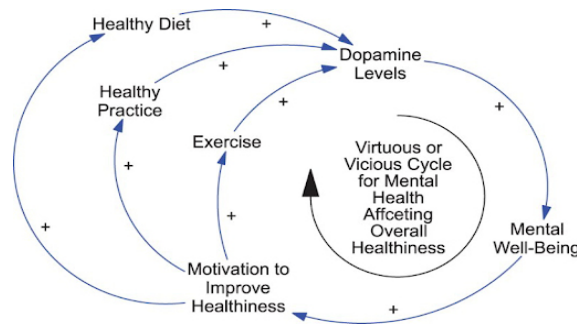 Healthy Diet
+
Dopamine
Levels
+
Healthy
Practice
+
+
Exercise
+
Virtuous or
Vicious Cycle
for Mental
Health
Affceting
Overall
Healthiness
+
+
Mental
Well-Being
+
Motivation to
Improve
Healthiness
+